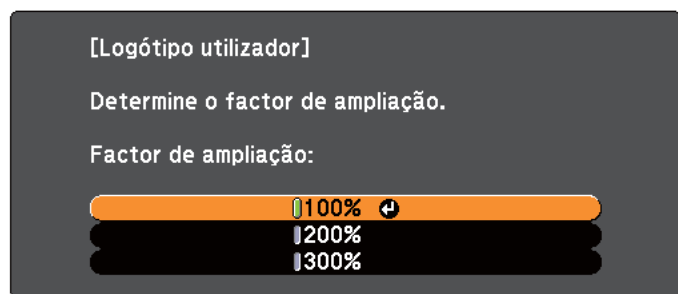 [Logótipo utilizador]
Determine o factor de ampliação.
Factor de ampliação:
100%
200%
300%